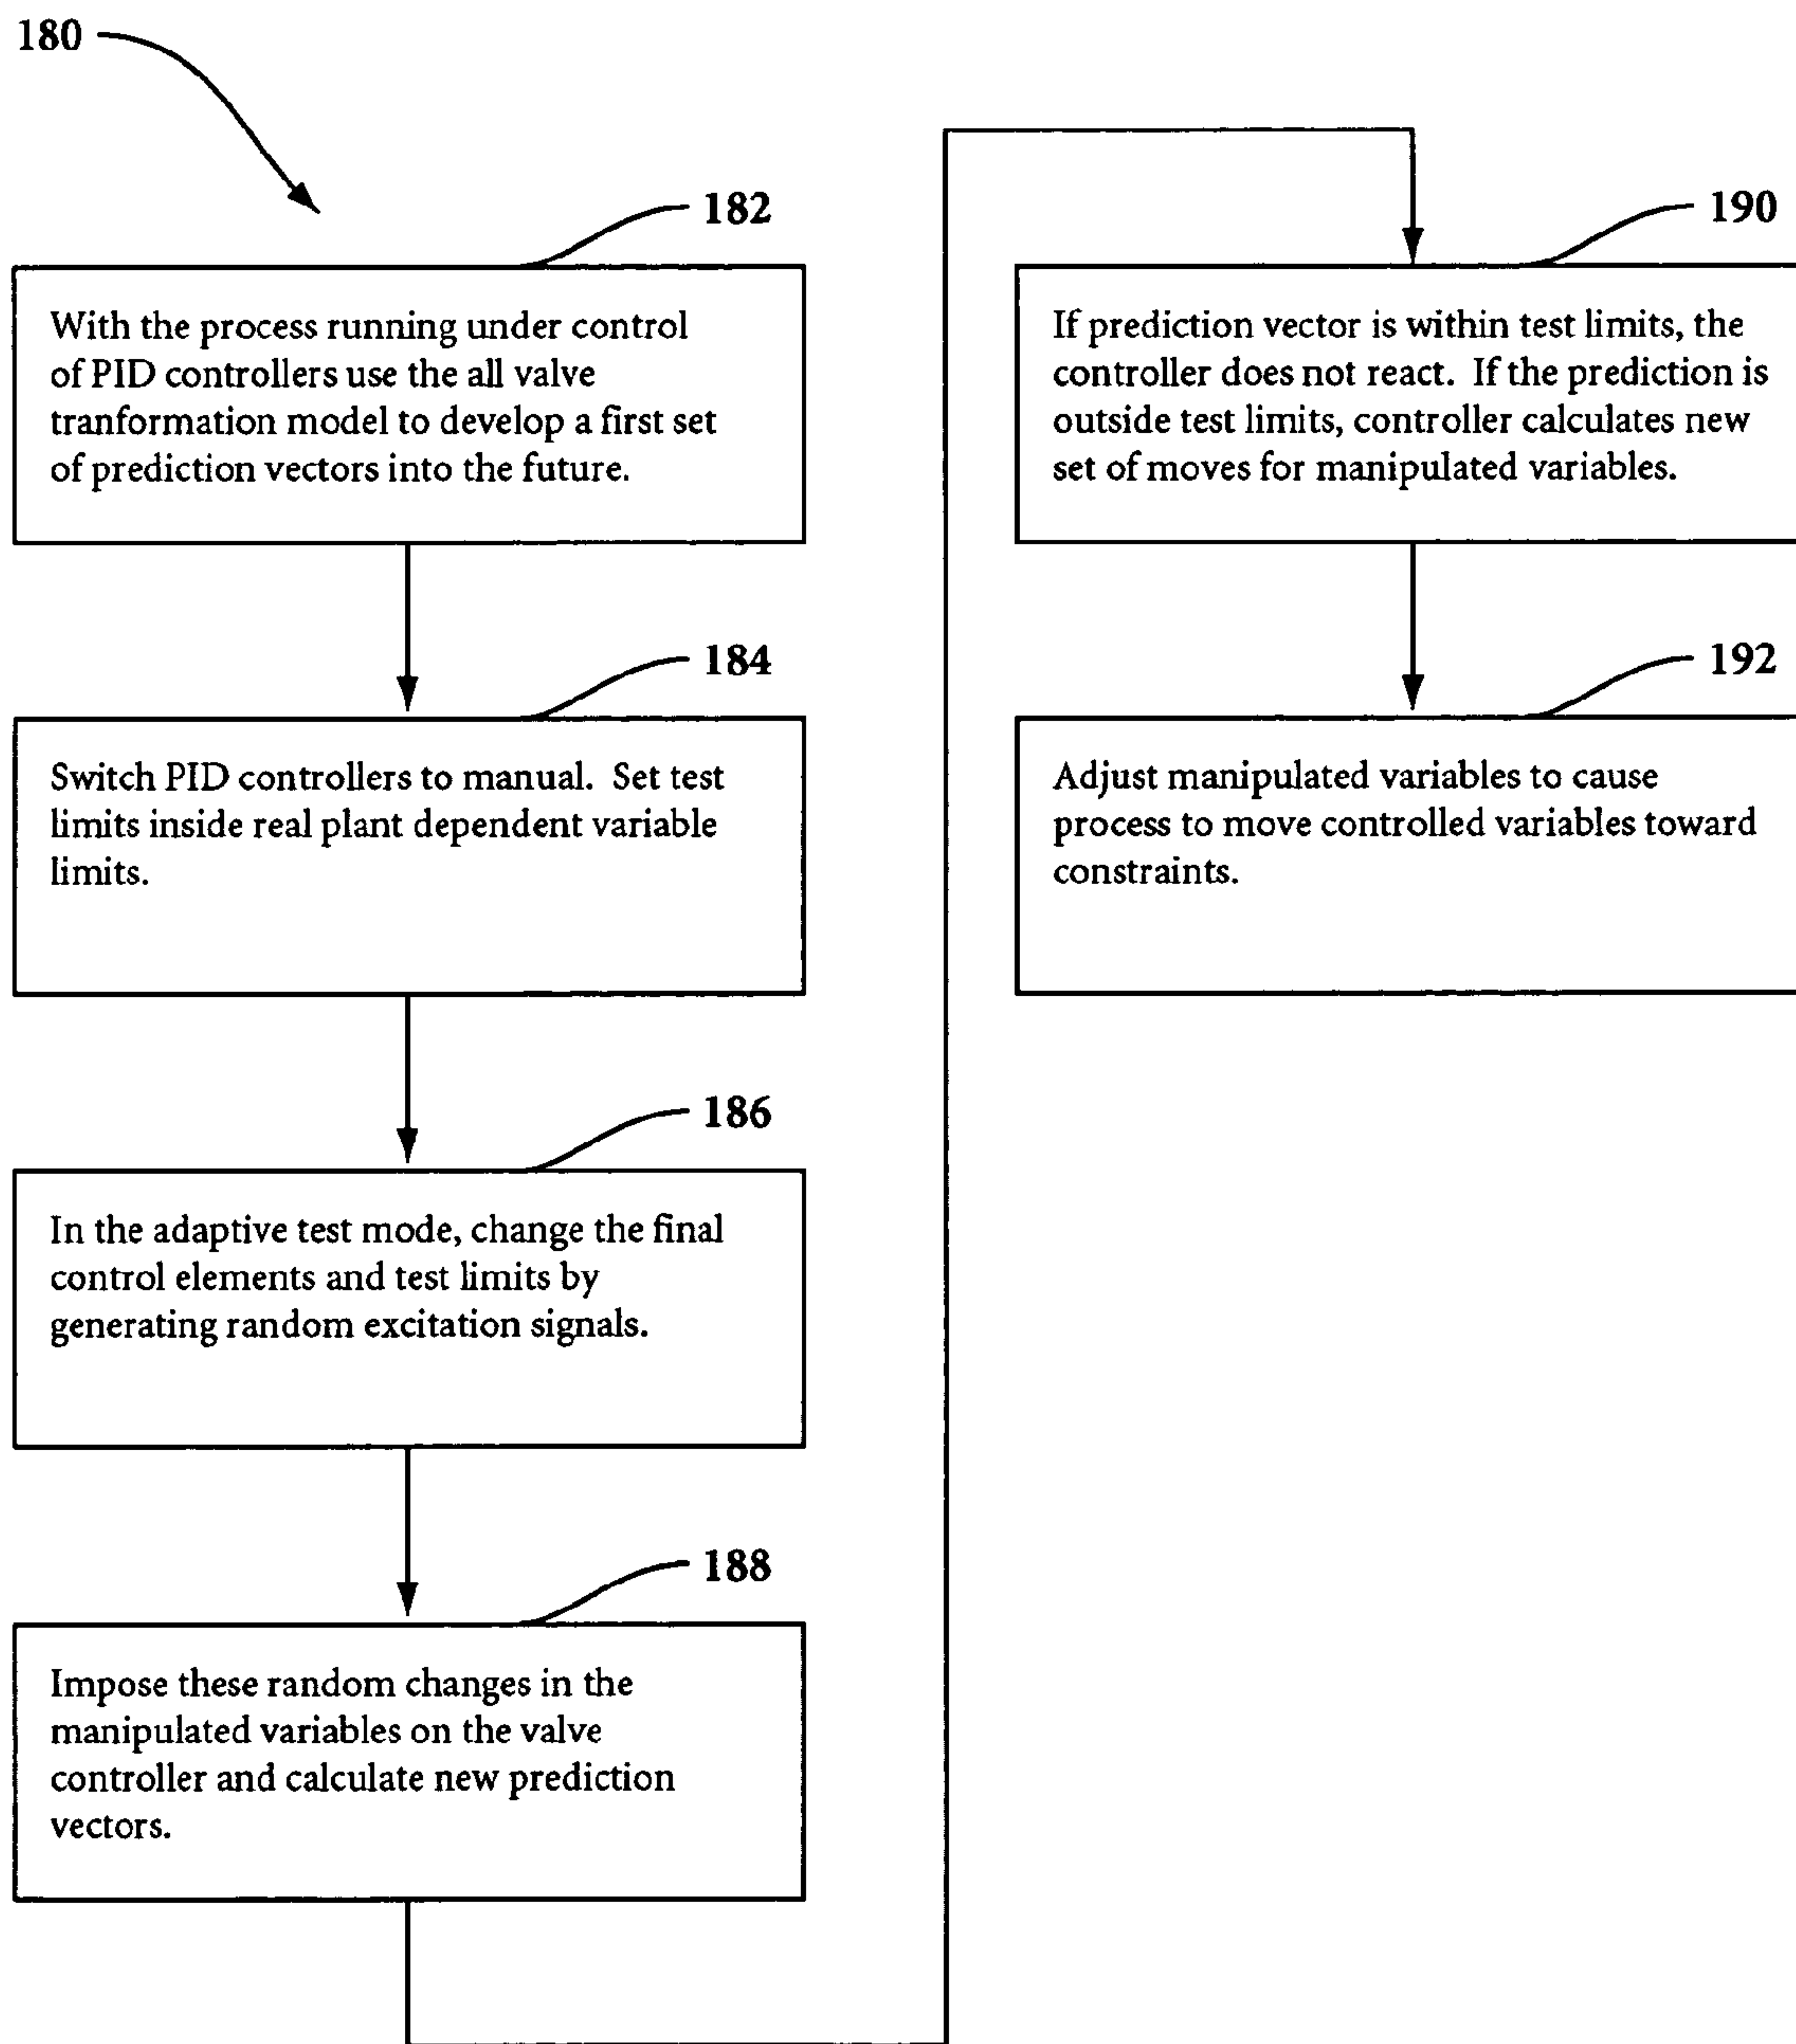 180
182
With the process running under control
of PID controllers use the all valve
tranformation model to develop a first set
of prediction vectors into the future.
184
Switch PID controllers to manual. Set test
limits inside real plant dependent variable
limits.
186
In the adaptive test mode, change the final
control elements and test limits by
generating random excitation signals.
188
Impose these random changes in the
manipulated variables on the valve
controller and calculate new prediction
vectors.
190
If prediction vector is within test limits, the
controller does not react. If the prediction is
outside test limits, controller calculates new
set of moves for manipulated variables.
192
Adjust manipulated variables to cause
process to move controlled variables toward
constraints.